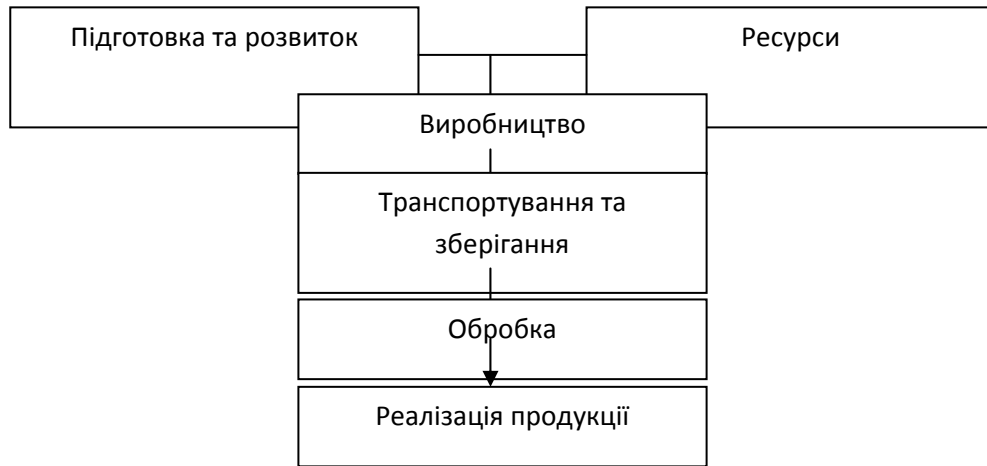 Підготовка та розвиток
Ресурси
Виробництво
Транспортування та
зберігання
Обробка
Реалізація продукції